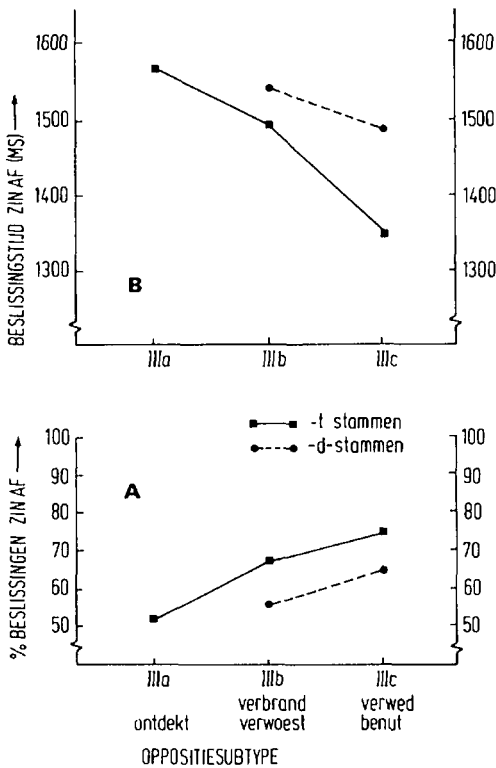 1600
1500
1400
1300
BESLISSINGSTIJD ZIN AF (MS)
1600
1500
1400
1300
B
IIIa IIIb IIIc
-t stammen
-d-stammen
100
90
80
70
60
50
% BESLISSINGEN ZIN AF
100
90
80
70
60
50
A
IIIa IIIb IIIc
ontdekt verbrand verwoest verwed benut
OPPOSITIESUBTYPE